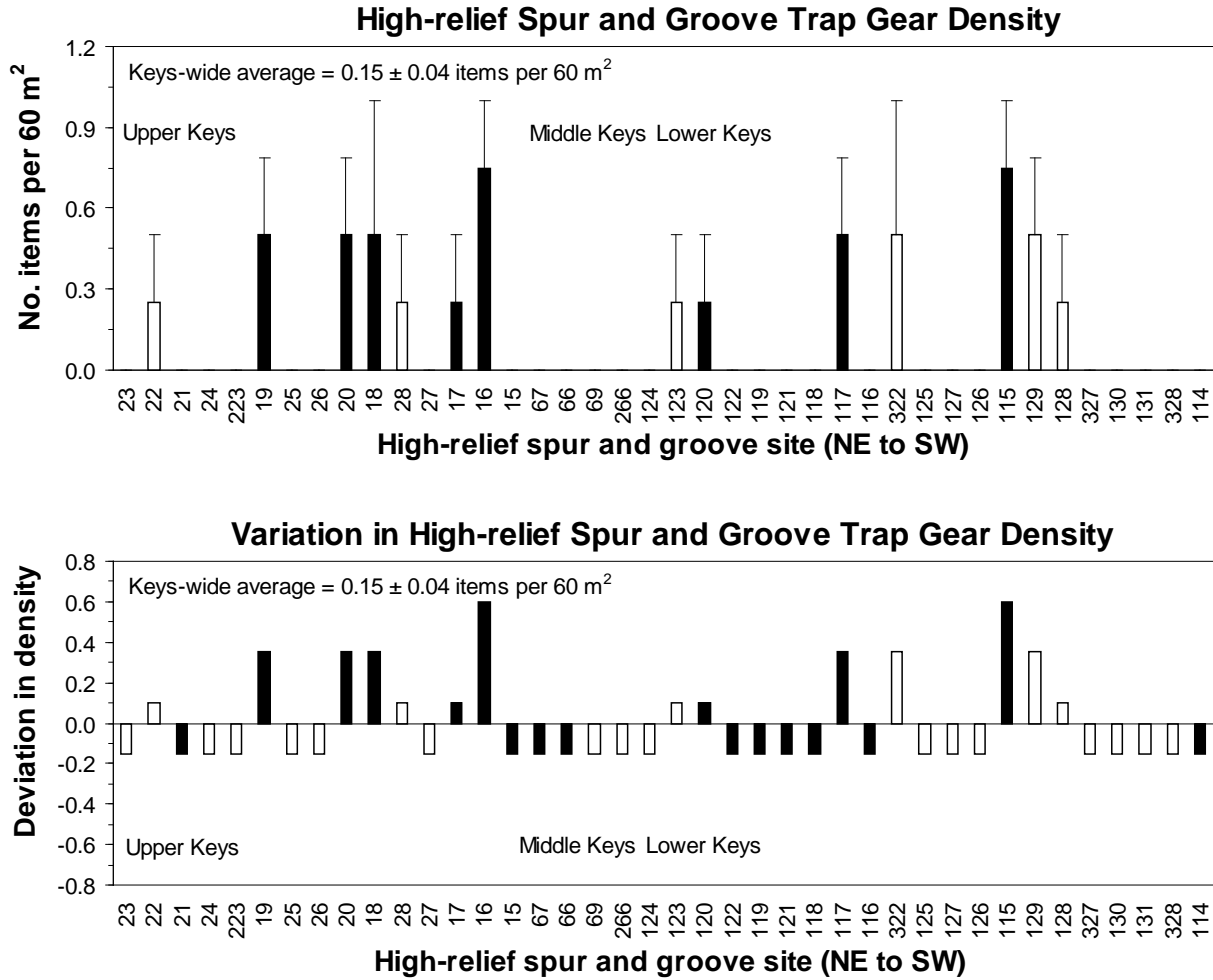 High-relief Spur and Groove Trap Gear Density
No. items per 60 m²
1.2
0.9
0.6
0.3
0.0
Keys-wide average = 0.15 ± 0.04 items per 60 m²
Upper Keys
Middle Keys Lower Keys
23 22 21 24 223 19 25 26 20 18 28 27 17 16 15 67 66 69 266 124 123 120 122 119 121 118 117 116 322 125 127 126 115 129 128 327 130 131 328 114
High-relief spur and groove site (NE to SW)
Variation in High-relief Spur and Groove Trap Gear Density
Deviation in density
0.8
0.6
0.4
0.2
0.0
-0.2
-0.4
-0.6
-0.8
Keys-wide average = 0.15 ± 0.04 items per 60 m²
Upper Keys
Middle Keys Lower Keys
23 22 21 24 223 19 25 26 20 18 28 27 17 16 15 67 66 69 266 124 123 120 122 119 121 118 117 116 322 125 127 126 115 129 128 327 130 131 328 114
High-relief spur and groove site (NE to SW)